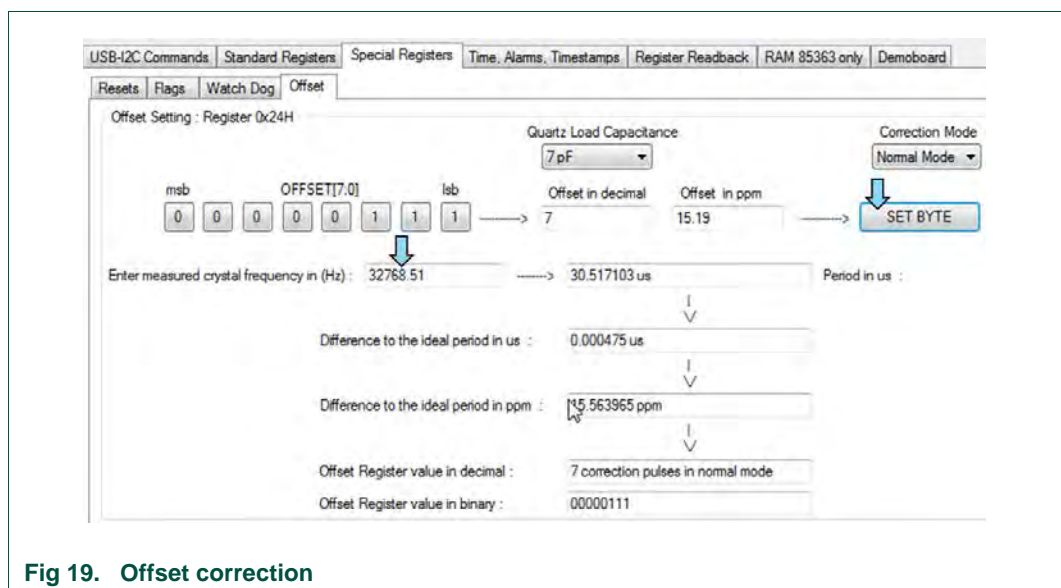 USB-I2C Commands Standard Registers Special Registers Time, Alarms, Timestamps Register Readback RAM 85363 only Demoboard
Resets Flags Watch Dog Offset
Offset Setting : Register 0x24H
Quartz Load Capacitance Correction Mode
7 pF Normal Mode
msb OFFSET[7.0] lsb Offset in decimal Offset in ppm
0 0 0 0 0 1 1 1 -------> 7 15.19 -------> SET BYTE
Enter measured crystal frequency in (Hz) : 32768.51 -------> 30.517103 us Period in us :
Difference to the ideal period in us : 0.000475 us
Difference to the ideal period in ppm : 15.563965 ppm
Offset Register value in decimal : 7 correction pulses in normal mode
Offset Register value in binary : 00000111
Fig 19. Offset correction